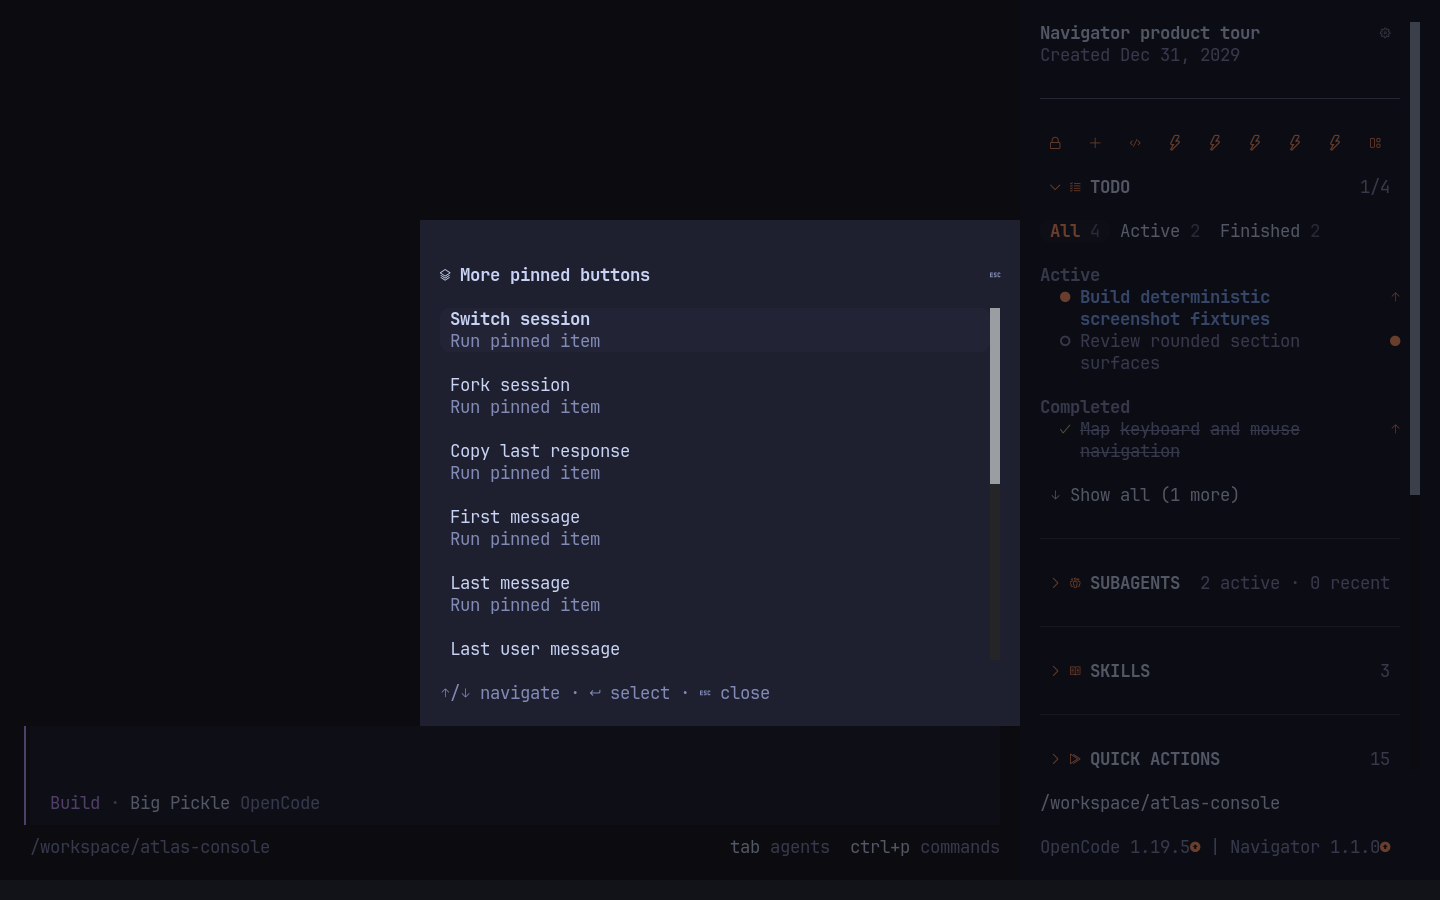 Navigator product tour
Created Dec 31, 2029
TODO 1/4
All 4 Active 2 Finished 2
Active
Build deterministic
screenshot fixtures
Review rounded section
surfaces
Completed
Map keyboard and mouse
navigation
↓ Show all (1 more)
SUBAGENTS 2 active · 0 recent
SKILLS 3
QUICK ACTIONS 15
/workspace/atlas-console
OpenCode 1.19.5 | Navigator 1.1.0
More pinned buttons ESC
Switch session
Run pinned item
Fork session
Run pinned item
Copy last response
Run pinned item
First message
Run pinned item
Last message
Run pinned item
Last user message
↑/↓ navigate · ↵ select · ESC close
Build · Big Pickle OpenCode
/workspace/atlas-console
tab agents ctrl+p commands